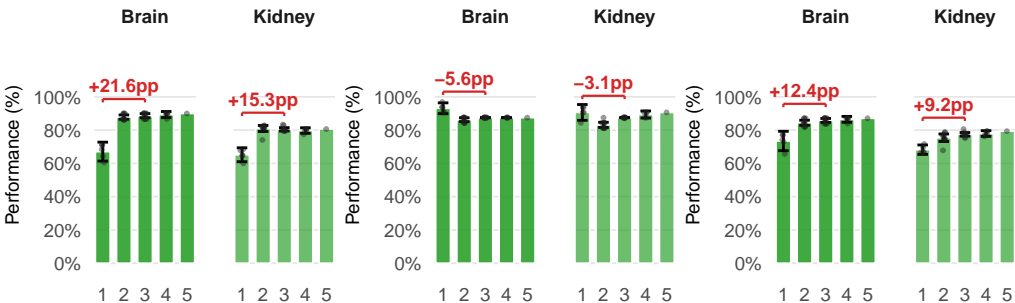 Brain Kidney Brain Kidney Brain Kidney
Performance (%)
100%
80%
60%
40%
20%
0%
+21.6pp
+15.3pp
1 2 3 4 5 1 2 3 4 5
Performance (%)
100%
80%
60%
40%
20%
0%
−5.6pp
−3.1pp
1 2 3 4 5 1 2 3 4 5
Performance (%)
100%
80%
60%
40%
20%
0%
+12.4pp
+9.2pp
1 2 3 4 5 1 2 3 4 5